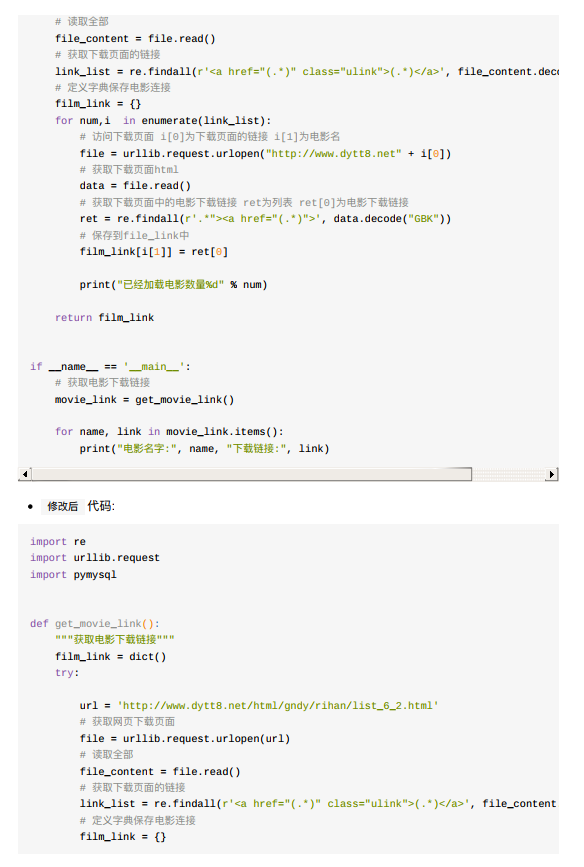 # 读取全部
file_content = file.read()
# 获取下载页面的链接
link_list = re.findall(r'<a href="(.*)" class="ulink">(.*)</a>', file_content.deco
# 定义字典保存电影连接
film_link = {}
for num,i  in enumerate(link_list):
# 访问下载页面 i[0]为下载页面的链接 i[1]为电影名
file = urllib.request.urlopen("http://www.dytt8.net" + i[0])
# 获取下载页面html
data = file.read()
# 获取下载页面中的电影下载链接 ret为列表 ret[0]为电影下载链接
ret = re.findall(r'.*"><a href="(.*)">', data.decode("GBK"))
# 保存到file_link中
film_link[i[1]] = ret[0]
print("已经加载电影数量%d" % num)
return film_link
if __name__ == '__main__':
# 获取电影下载链接
movie_link = get_movie_link()
for name, link in movie_link.items():
print("电影名字:", name, "下载链接:", link)
• 修改后 代码:
import re
import urllib.request
import pymysql
def get_movie_link():
"""获取电影下载链接"""
film_link = dict()
try:
url = 'http://www.dytt8.net/html/gndy/rihan/list_6_2.html'
# 获取网页下载页面
file = urllib.request.urlopen(url)
# 读取全部
file_content = file.read()
# 获取下载页面的链接
link_list = re.findall(r'<a href="(.*)" class="ulink">(.*)</a>', file_content
# 定义字典保存电影连接
film_link = {}